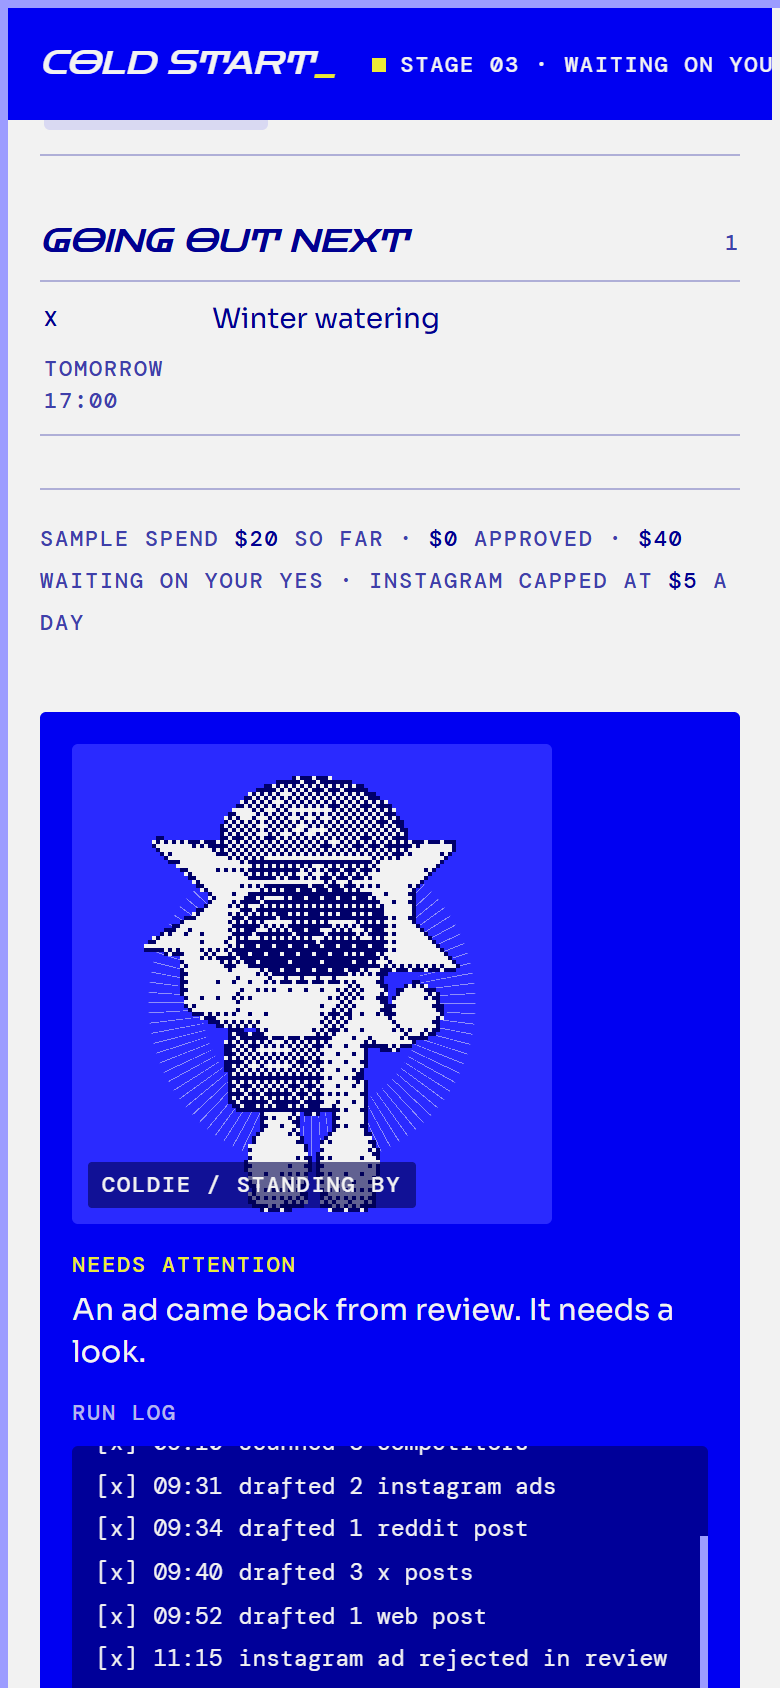 COLD START_
STAGE 03 · WAITING ON YOU
GOING OUT NEXT
1
X
Winter watering
TOMORROW
17:00
SAMPLE SPEND $20 SO FAR · $0 APPROVED · $40
WAITING ON YOUR YES · INSTAGRAM CAPPED AT $5 A
DAY
COLDIE / STANDING BY
NEEDS ATTENTION
An ad came back from review. It needs a
look.
RUN LOG
competitors
[x] 09:31 drafted 2 instagram ads
[x] 09:34 drafted 1 reddit post
[x] 09:40 drafted 3 x posts
[x] 09:52 drafted 1 web post
[x] 11:15 instagram ad rejected in review